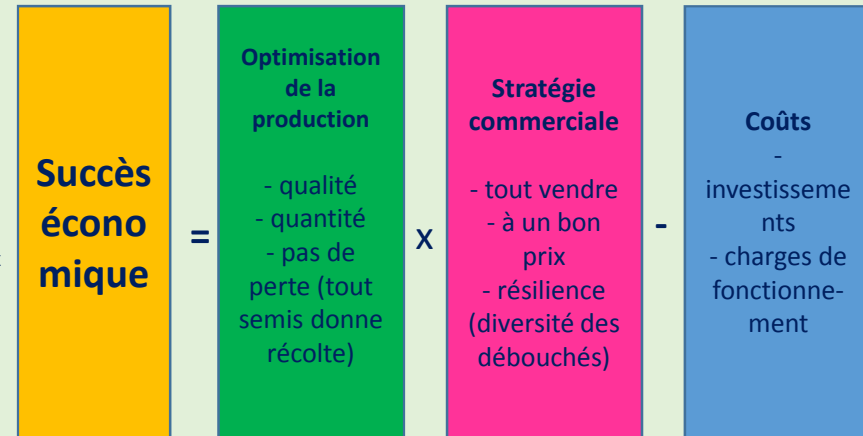 Succès
écono
mique
=
Optimisation
de la
production
- qualité
- quantité
- pas de
perte (tout
semis donne
récolte)
x
Stratégie
commerciale
- tout vendre
- à un bon
prix
- résilience
(diversité des
débouchés)
-
Coûts
-
investisseme
nts
- charges de
fonctionne-
ment